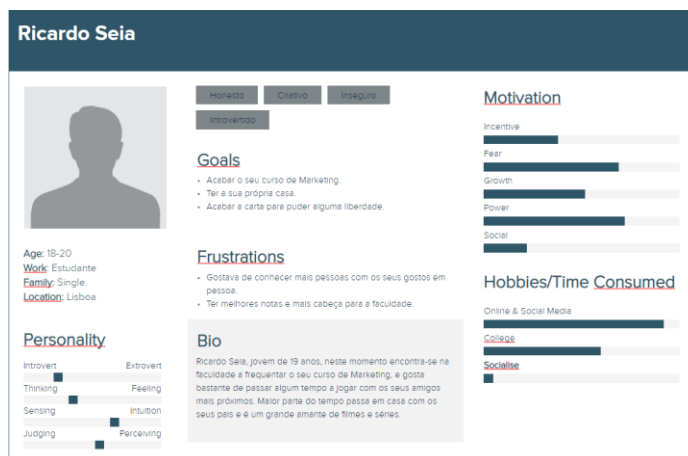 Ricardo Seia
Honesto Criativo Inseguro
Introvertido
Goals
• Acabar o seu curso de Marketing.
• Ter a sua própria casa.
• Acabar a carta para puder alguma liberdade.
Frustrations
• Gostava de conhecer mais pessoas com os seus gostos em
pessoa.
• Ter melhores notas e mais cabeça para a faculdade.
Bio
Ricardo Seia, jovem de 19 anos, neste momento encontra-se na
faculdade a frequentar o seu curso de Marketing, e gosta
bastante de passar algum tempo a jogar com os seus amigos
mais próximos. Maior parte do tempo passa em casa com os
seus pais e é um grande amante de filmes e séries.
Age: 18-20
Work: Estudante
Family: Single.
Location: Lisboa
Personality
Introvert Extrovert
Thinking Feeling
Sensing Intuition
Judging Perceiving
Motivation
Incentive
Fear
Growth
Power
Social
Hobbies/Time Consumed
Online & Social Media
College
Socialise